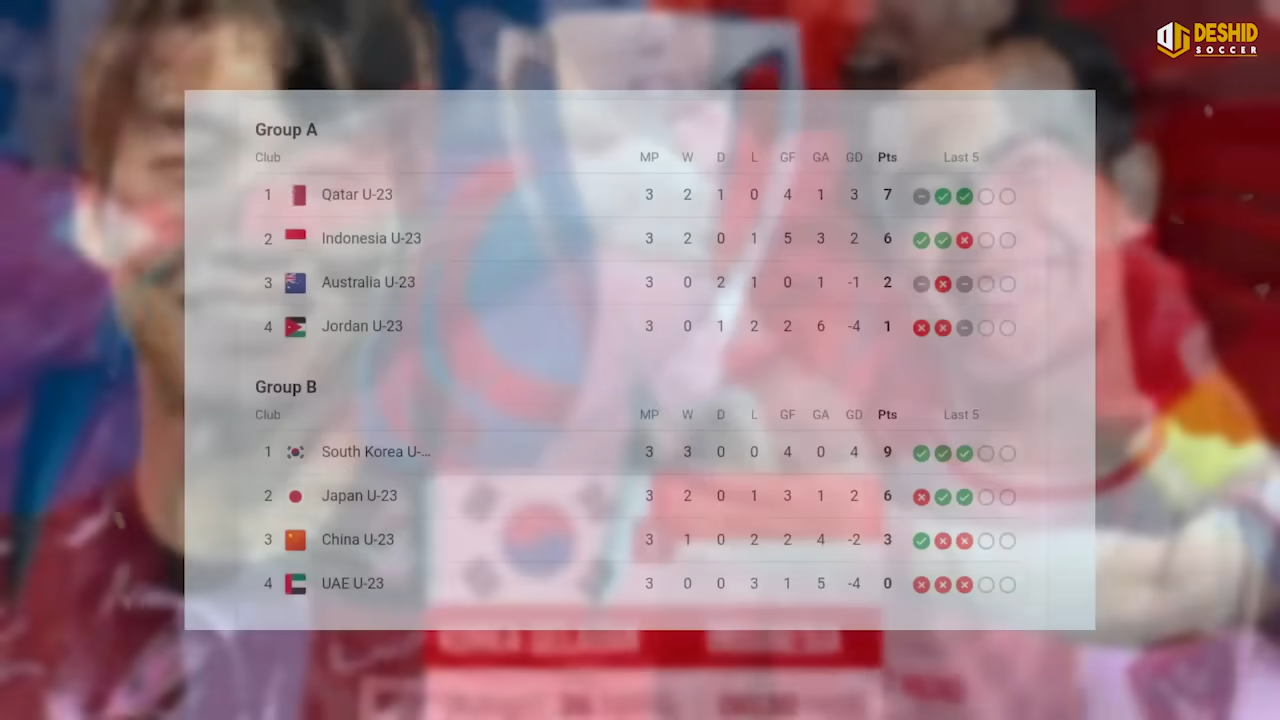 DESHID
SOCCER
Group A
Club MP W D L GF GA GD Pts Last 5
1 Qatar U-23 3 2 1 0 4 1 3 7
2 Indonesia U-23 3 2 0 1 5 3 2 6
3 Australia U-23 3 0 2 1 0 1 -1 2
4 Jordan U-23 3 0 1 2 2 6 -4 1
Group B
Club MP W D L GF GA GD Pts Last 5
1 South Korea U-... 3 3 0 0 4 0 4 9
2 Japan U-23 3 2 0 1 3 1 2 6
3 China U-23 3 1 0 2 2 4 -2 3
4 UAE U-23 3 0 0 3 1 5 -4 0